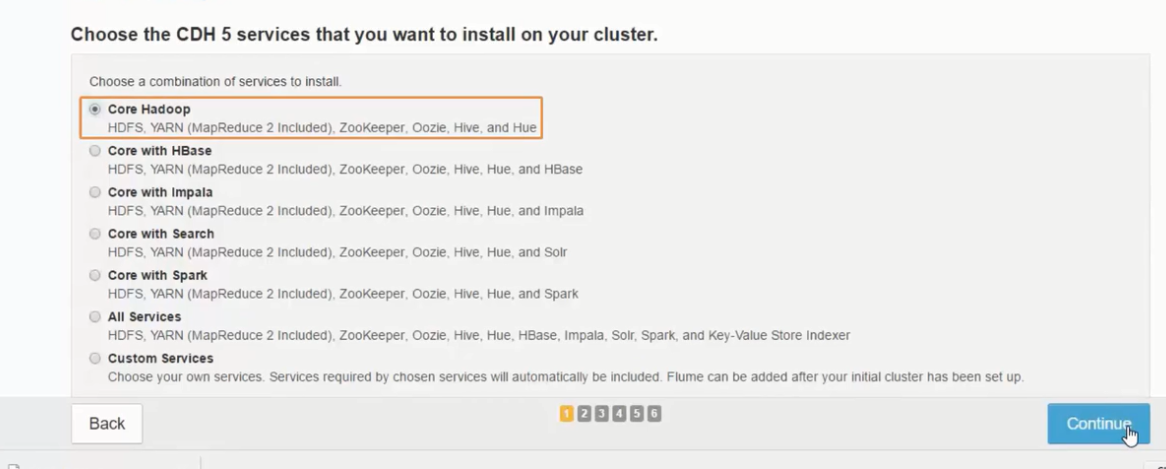 Choose the CDH 5 services that you want to install on your cluster.
Choose a combination of services to install.
Core Hadoop
HDFS, YARN (MapReduce 2 Included), ZooKeeper, Oozie, Hive, and Hue
Core with HBase
HDFS, YARN (MapReduce 2 Included), ZooKeeper, Oozie, Hive, Hue, and HBase
Core with Impala
HDFS, YARN (MapReduce 2 Included), ZooKeeper, Oozie, Hive, Hue, and Impala
Core with Search
HDFS, YARN (MapReduce 2 Included), ZooKeeper, Oozie, Hive, Hue, and Solr
Core with Spark
HDFS, YARN (MapReduce 2 Included), ZooKeeper, Oozie, Hive, Hue, and Spark
All Services
HDFS, YARN (MapReduce 2 Included), ZooKeeper, Oozie, Hive, Hue, HBase, Impala, Solr, Spark, and Key-Value Store Indexer
Custom Services
Choose your own services. Services required by chosen services will automatically be included. Flume can be added after your initial cluster has been set up.
Back 1 2 3 4 5 6 Continue